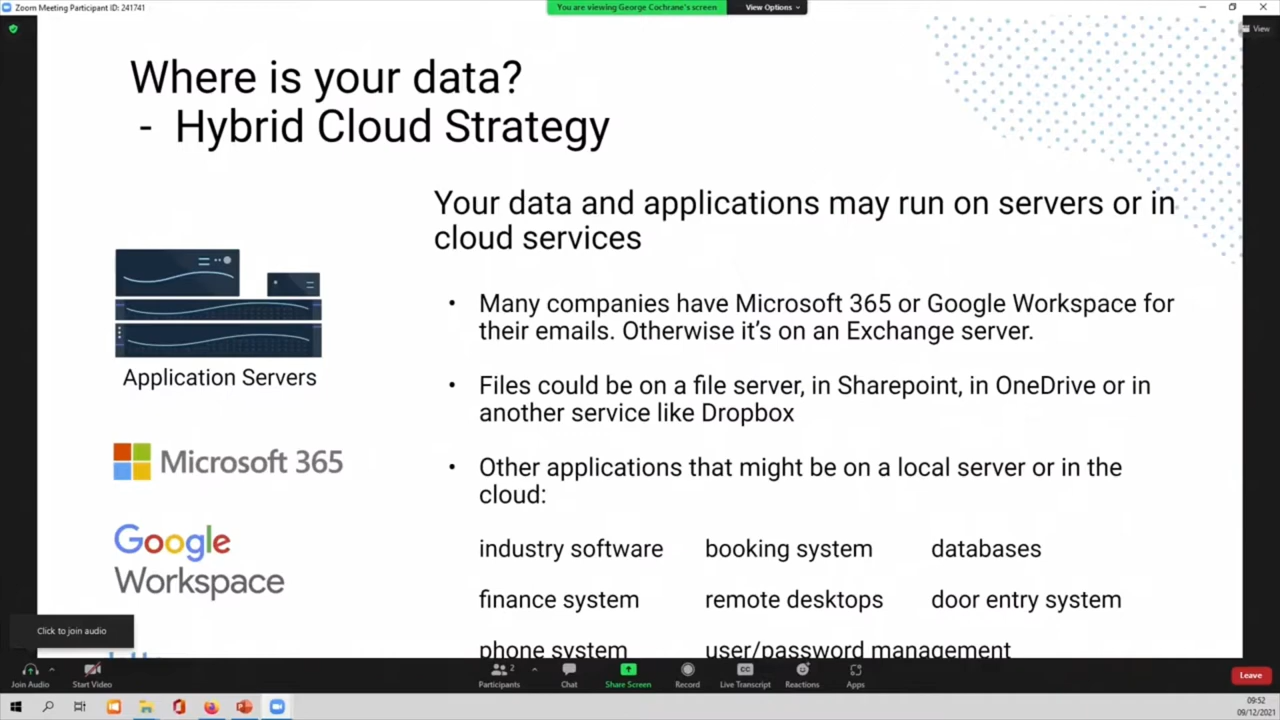 Zoom Meeting Participant ID: 241741
You are viewing George Cochrane's screen
View Options
View
Where is your data?
- Hybrid Cloud Strategy
Your data and applications may run on servers or in
cloud services
Application Servers
• Many companies have Microsoft 365 or Google Workspace for
their emails. Otherwise it’s on an Exchange server.
• Files could be on a file server, in Sharepoint, in OneDrive or in
another service like Dropbox
Microsoft 365
• Other applications that might be on a local server or in the
cloud:
Google
Workspace
industry software booking system databases
finance system remote desktops door entry system
phone system user/password management
Click to join audio
Join Audio
Start Video
Participants 2
Chat
Share Screen
Record
CC
Live Transcript
Reactions
Apps
Leave
09:52
09/12/2021